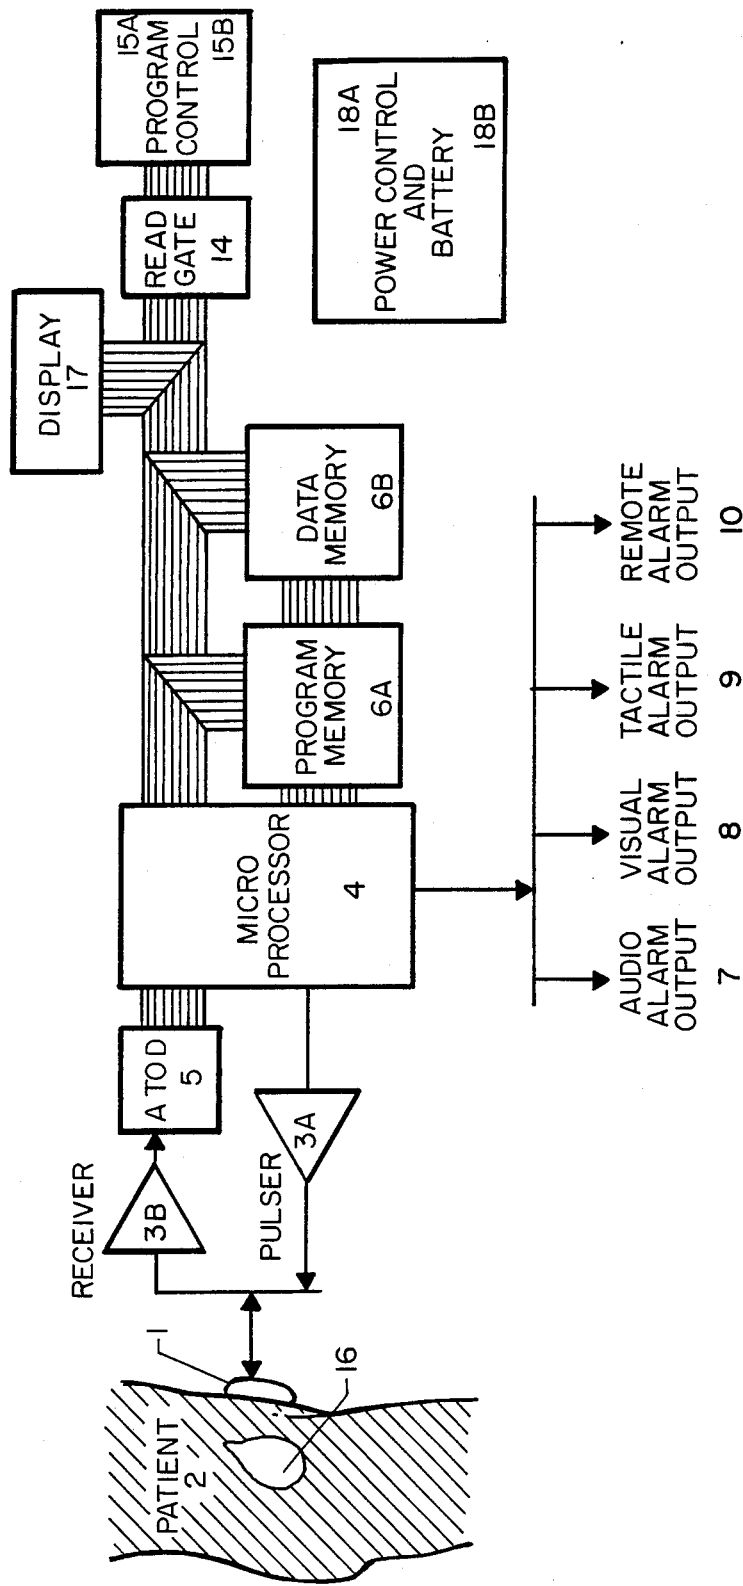 PATIENT
2
1
16
RECEIVER
3B
PULSER
3A
A TO D
5
MICRO
PROCESSOR
4
PROGRAM
MEMORY
6A
DATA
MEMORY
6B
DISPLAY
17
READ
GATE
14
15A
PROGRAM
CONTROL
15B
18A
POWER CONTROL
AND
BATTERY
18B
AUDIO
ALARM
OUTPUT
7
VISUAL
ALARM
OUTPUT
8
TACTILE
ALARM
OUTPUT
9
REMOTE
ALARM
OUTPUT
10